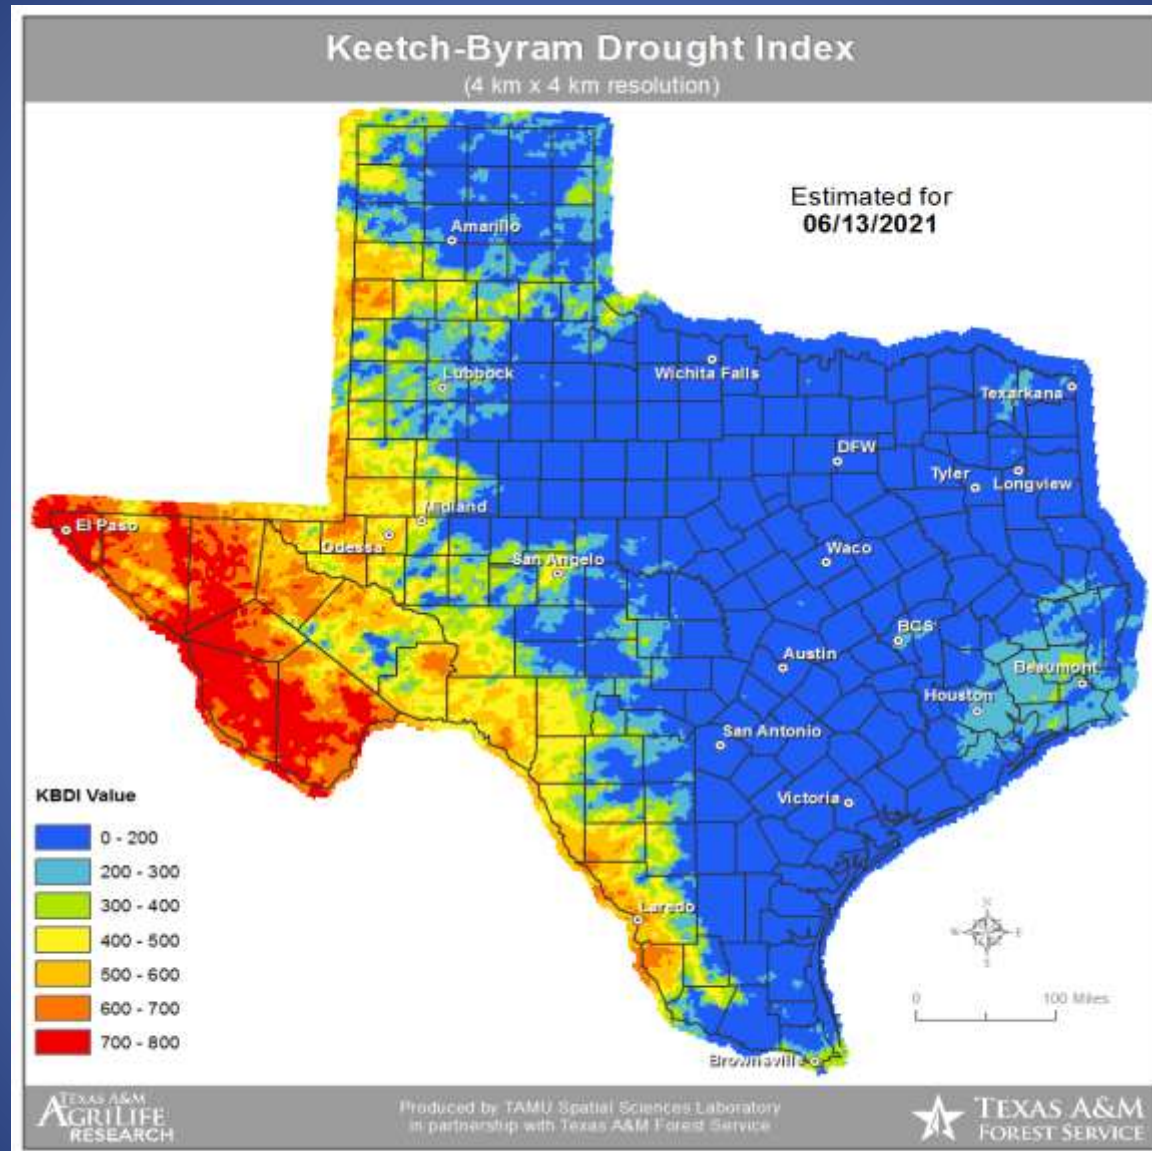 Keetch-Byram Drought Index
(4 km x 4 km resolution)
Estimated for
06/13/2021
Amarillo
Lubbock
Wichita Falls
Texarkana
DFW
Tyler
Longview
El Paso
Midland
Odessa
San Angelo
Waco
BCS
Austin
Beaumont
Houston
San Antonio
Victoria
Laredo
Brownsville
KBDI Value
0 - 200
200 - 300
300 - 400
400 - 500
500 - 600
600 - 700
700 - 800
N
W E
S
0 100 Miles
TEXAS A&M
AGRILIFE
RESEARCH
Produced by TAMU Spatial Sciences Laboratory
in partnership with Texas A&M Forest Service
TEXAS A&M
FOREST SERVICE